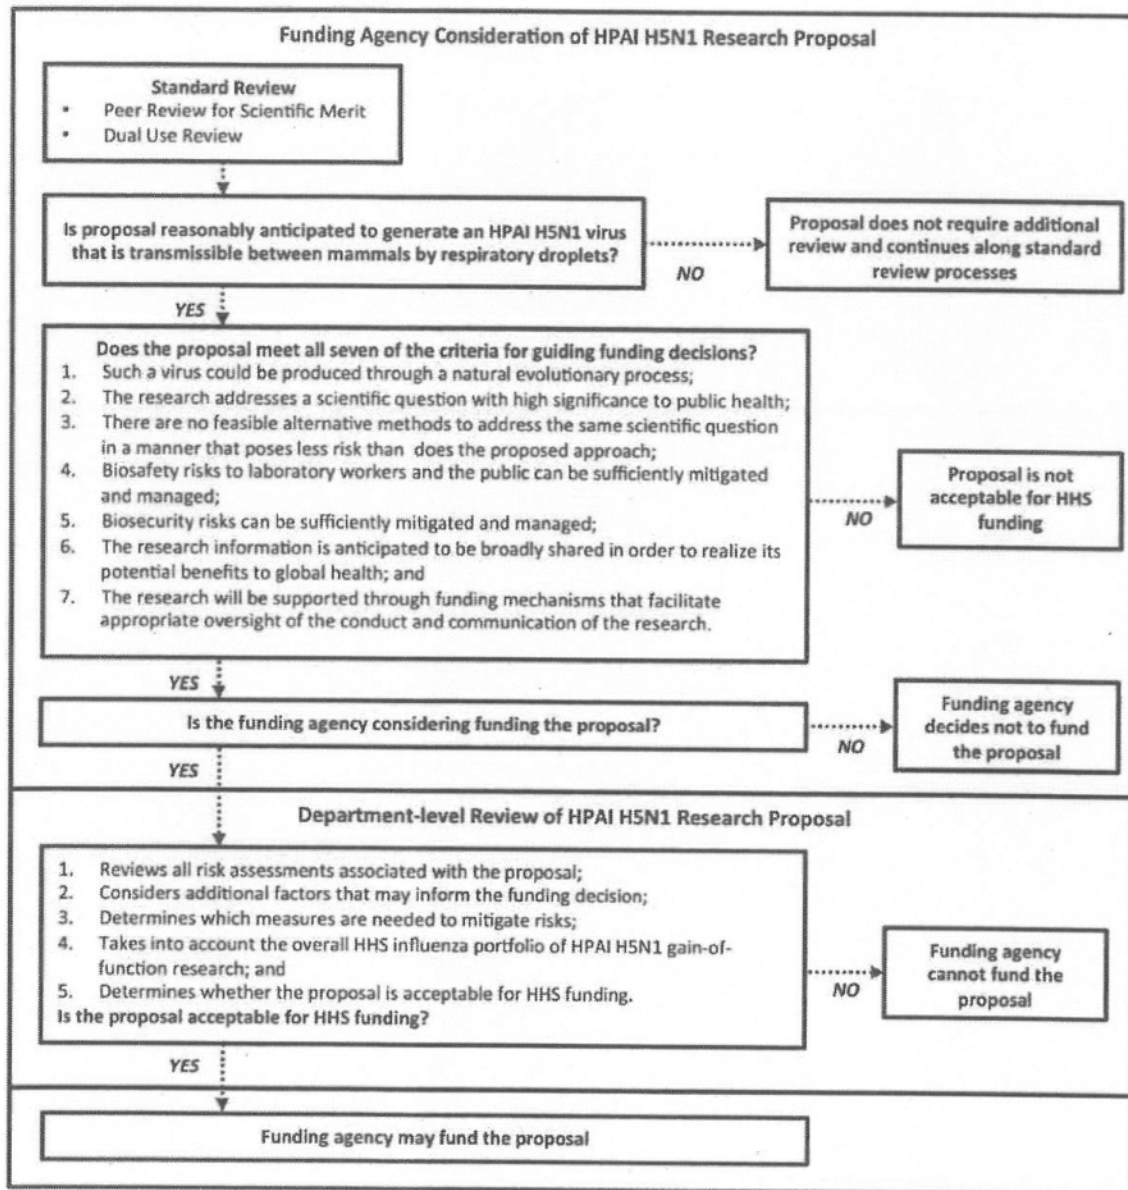 Funding Agency Consideration of HPAI H5N1 Research Proposal
Standard Review
• Peer Review for Scientific Merit
• Dual Use Review
Is proposal reasonably anticipated to generate an HPAI H5N1 virus
that is transmissible between mammals by respiratory droplets?
NO
Proposal does not require additional
review and continues along standard
review processes
YES
Does the proposal meet all seven of the criteria for guiding funding decisions?
1. Such a virus could be produced through a natural evolutionary process;
2. The research addresses a scientific question with high significance to public health;
3. There are no feasible alternative methods to address the same scientific question
in a manner that poses less risk than does the proposed approach;
4. Biosafety risks to laboratory workers and the public can be sufficiently mitigated
and managed;
5. Biosecurity risks can be sufficiently mitigated and managed;
6. The research information is anticipated to be broadly shared in order to realize its
potential benefits to global health; and
7. The research will be supported through funding mechanisms that facilitate
appropriate oversight of the conduct and communication of the research.
NO
Proposal is not
acceptable for HHS
funding
YES
Is the funding agency considering funding the proposal?
NO
Funding agency
decides not to fund
the proposal
YES
Department-level Review of HPAI H5N1 Research Proposal
1. Reviews all risk assessments associated with the proposal;
2. Considers additional factors that may inform the funding decision;
3. Determines which measures are needed to mitigate risks;
4. Takes into account the overall HHS influenza portfolio of HPAI H5N1 gain-of-
function research; and
5. Determines whether the proposal is acceptable for HHS funding.
Is the proposal acceptable for HHS funding?
NO
Funding agency
cannot fund the
proposal
YES
Funding agency may fund the proposal